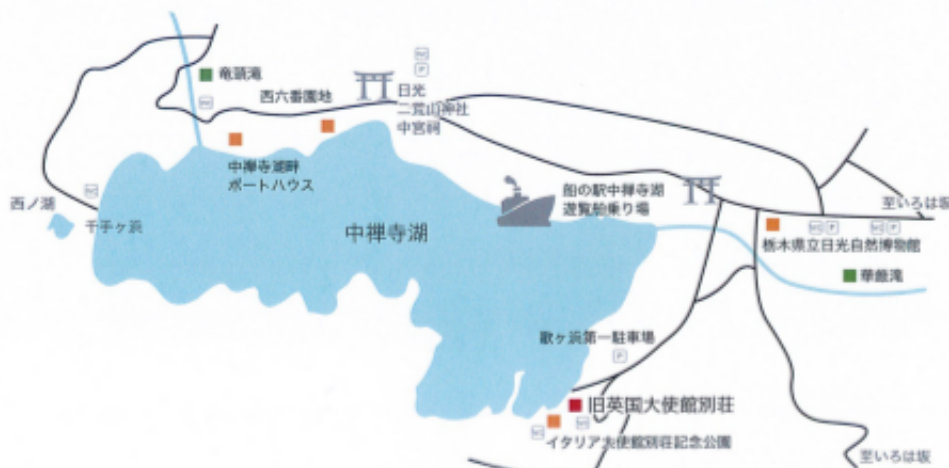 竜頭滝
西六番園地
日光
二荒山神社
中宮祠
中禅寺湖畔
ボートハウス
西ノ湖
千手ヶ浜
中禅寺湖
船の駅中禅寺湖
遊覧船乗り場
至いろは坂
栃木県立日光自然博物館
華厳滝
歌ヶ浜第一駐車場
P
旧英国大使館別荘
イタリア大使館別荘記念公園
至いろは坂